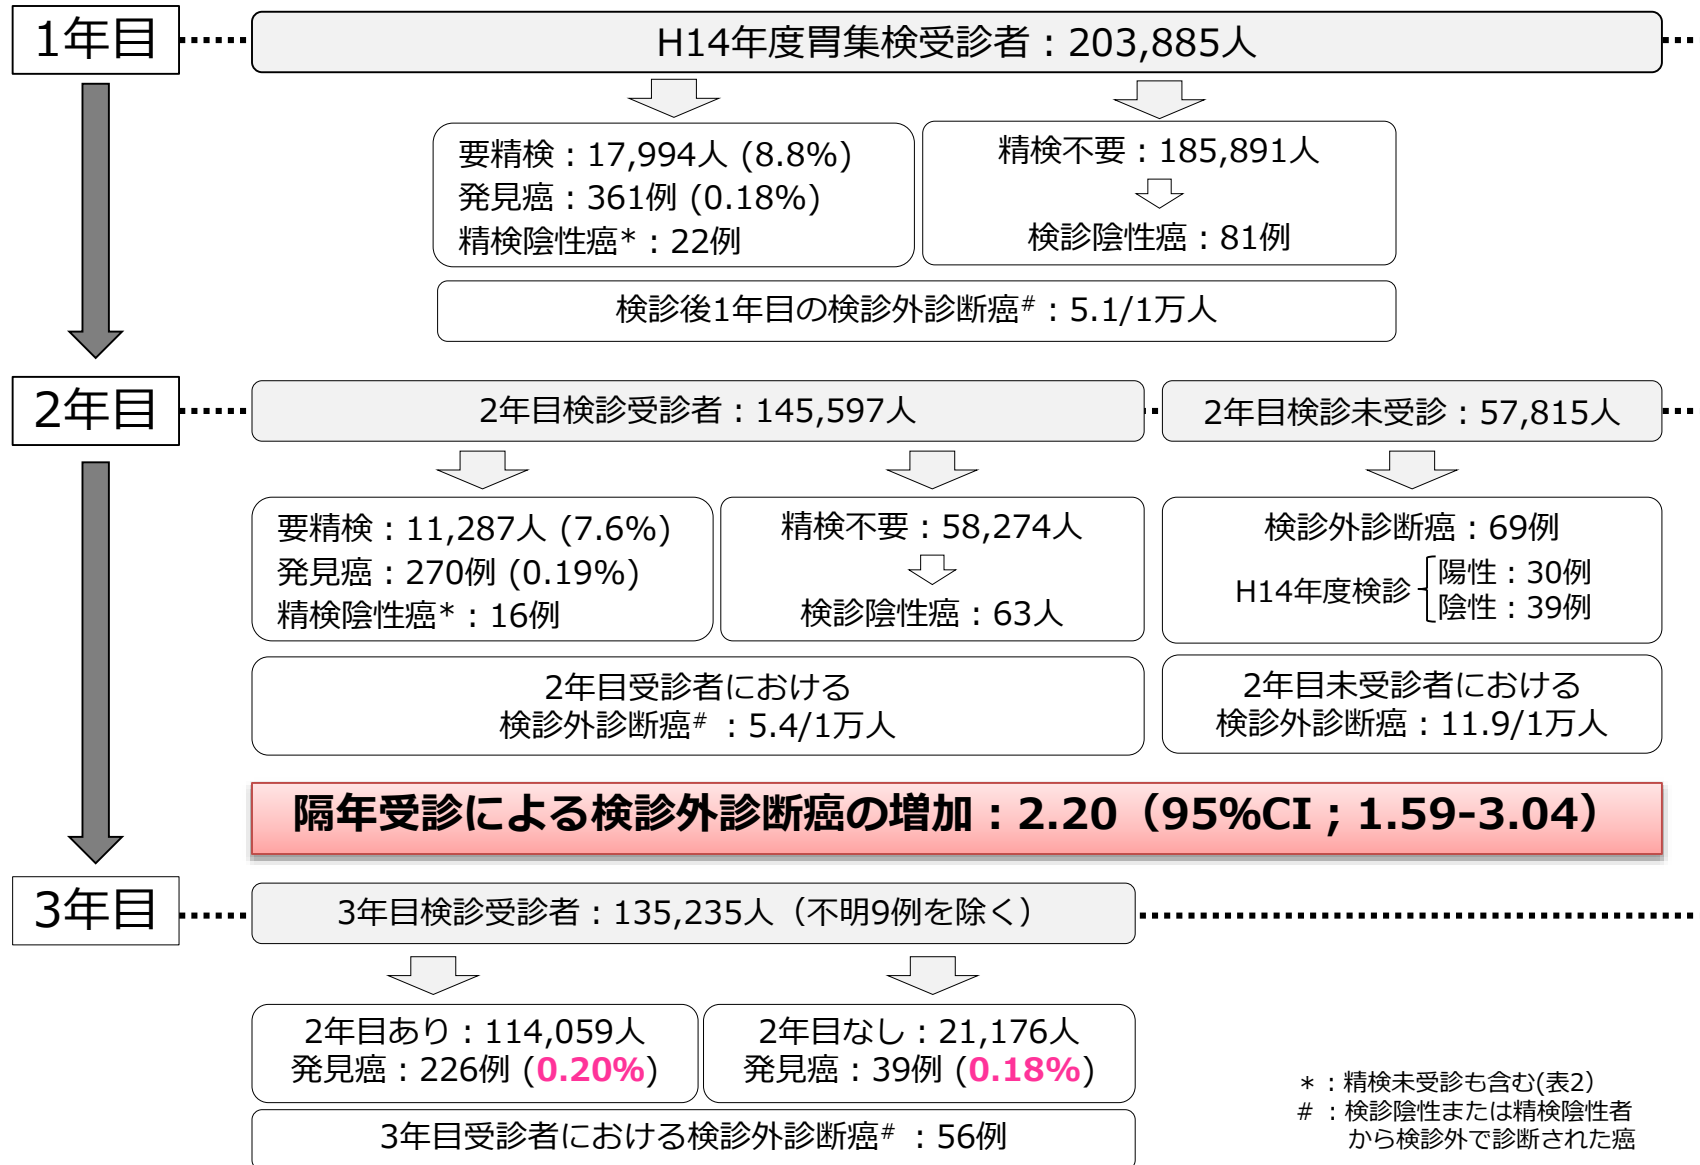 1年目
H14年度胃集検受診者：203,885人
要精検：17,994人 (8.8%)
発見癌：361例 (0.18%)
精検陰性癌*：22例
精検不要：185,891人
検診陰性癌：81例
検診後1年目の検診外診断癌#：5.1/1万人
2年目
2年目検診受診者：145,597人
2年目検診未受診：57,815人
要精検：11,287人 (7.6%)
発見癌：270例 (0.19%)
精検陰性癌*：16例
精検不要：58,274人
検診陰性癌：63人
検診外診断癌：69例
H14年度検診
陽性：30例
陰性：39例
2年目受診者における
検診外診断癌#：5.4/1万人
2年目未受診者における
検診外診断癌：11.9/1万人
隔年受診による検診外診断癌の増加：2.20（95%CI；1.59-3.04）
3年目
3年目検診受診者：135,235人（不明9例を除く）
2年目あり：114,059人
発見癌：226例 (0.20%)
2年目なし：21,176人
発見癌：39例 (0.18%)
3年目受診者における検診外診断癌#：56例
*：精検未受診も含む(表2）
#：検診陰性または精検陰性者
から検診外で診断された癌